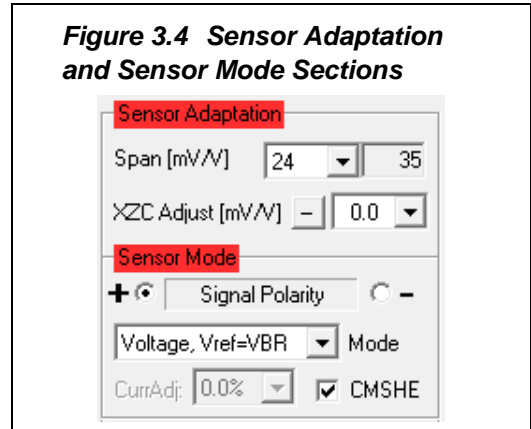 Figure 3.4 Sensor Adaptation
and Sensor Mode Sections
Sensor Adaptation
Span [mV/V] 24 35
XZC Adjust [mV/V] – 0.0
Sensor Mode
+ Signal Polarity –
Voltage, Vref=VBR Mode
CurrAdj: 0.0% CMSHE